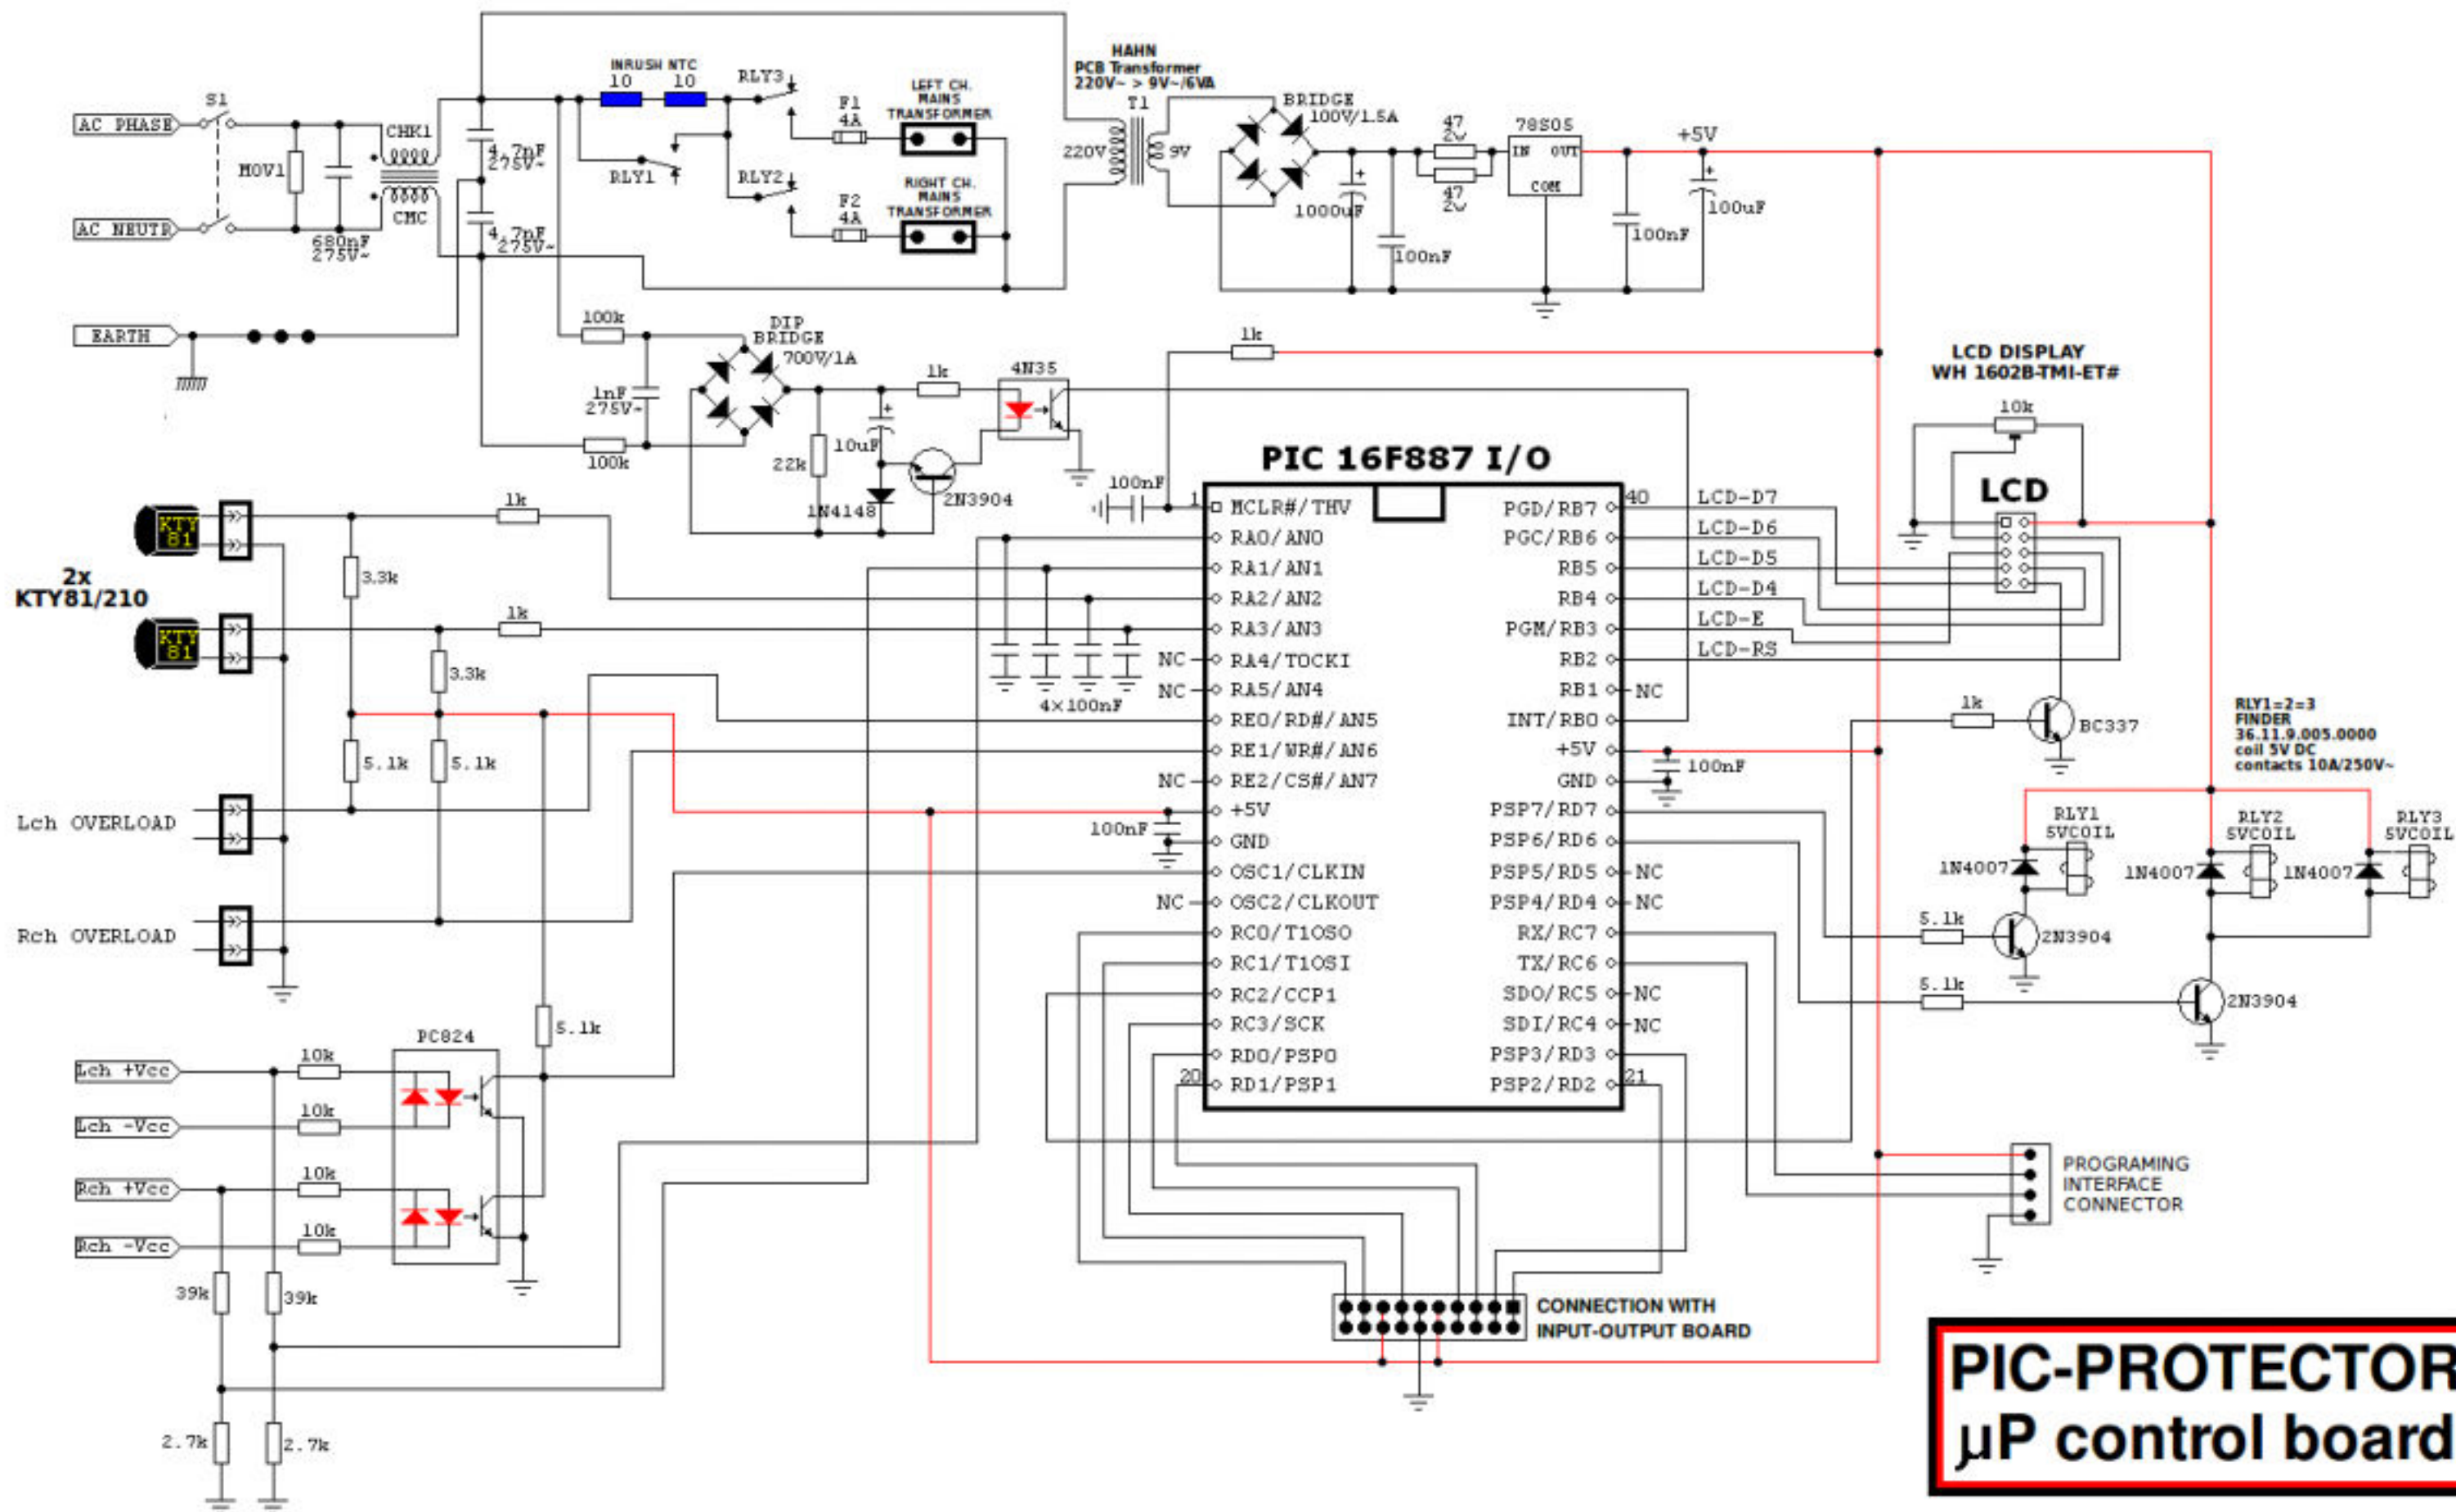 HAHN
PCB Transformer
220V~ > 9V~/6VA
T1
220V
9V
INRUSH NTC
10
10
RLY3
LEFT CH.
MAINS
TRANSFORMER
F1
4A
RLY1
RLY2
RIGHT CH.
MAINS
TRANSFORMER
F2
4A
S1
AC PHASE
AC NEUTR
MOV1
680nF
275V~
CHK1
CMC
4.7nF
275V~
4.7nF
275V~
EARTH
BRIDGE
100V/1.5A
1000uF
100nF
47
2W
47
2W
78S05
IN OUT
COM
+5V
100nF
100uF
100k
100k
1nF
275V~
DIP
BRIDGE
700V/1A
22k
10uF
1N4148
2N3904
1k
4N35
1k
100nF
LCD DISPLAY
WH 1602B-TMI-ET#
10k
LCD
PIC 16F887 I/O
1
MCLR#/THV
RA0/AN0
RA1/AN1
RA2/AN2
RA3/AN3
NC RA4/TOCKI
NC RA5/AN4
RE0/RD#/AN5
RE1/WR#/AN6
NC RE2/CS#/AN7
+5V
GND
OSC1/CLKIN
NC OSC2/CLKOUT
RC0/T1OSO
RC1/T1OSI
RC2/CCP1
RC3/SCK
RD0/PSP0
20 RD1/PSP1
40
PGD/RB7 LCD-D7
PGC/RB6 LCD-D6
RB5 LCD-D5
RB4 LCD-D4
PGM/RB3 LCD-E
RB2 LCD-RS
RB1 NC
INT/RB0
+5V
GND
100nF
PSP7/RD7
PSP6/RD6
PSP5/RD5 NC
PSP4/RD4 NC
RX/RC7
TX/RC6
SDO/RC5 NC
SDI/RC4 NC
PSP3/RD3
PSP2/RD2 21
4×100nF
100nF
KTY
81
KTY
81
2x
KTY81/210
1k
1k
3.3k
3.3k
5.1k
5.1k
Lch OVERLOAD
Rch OVERLOAD
5.1k
PC824
Lch +Vcc
10k
Lch -Vcc
10k
Rch +Vcc
10k
Rch -Vcc
10k
39k
39k
2.7k
2.7k
1k
BC337
RLY1=2=3
FINDER
36.11.9.005.0000
coil 5V DC
contacts 10A/250V~
RLY1
5VCOIL
RLY2
5VCOIL
RLY3
5VCOIL
1N4007
1N4007
1N4007
5.1k
2N3904
5.1k
2N3904
PROGRAMING
INTERFACE
CONNECTOR
CONNECTION WITH
INPUT-OUTPUT BOARD
PIC-PROTECTOR
µP control board